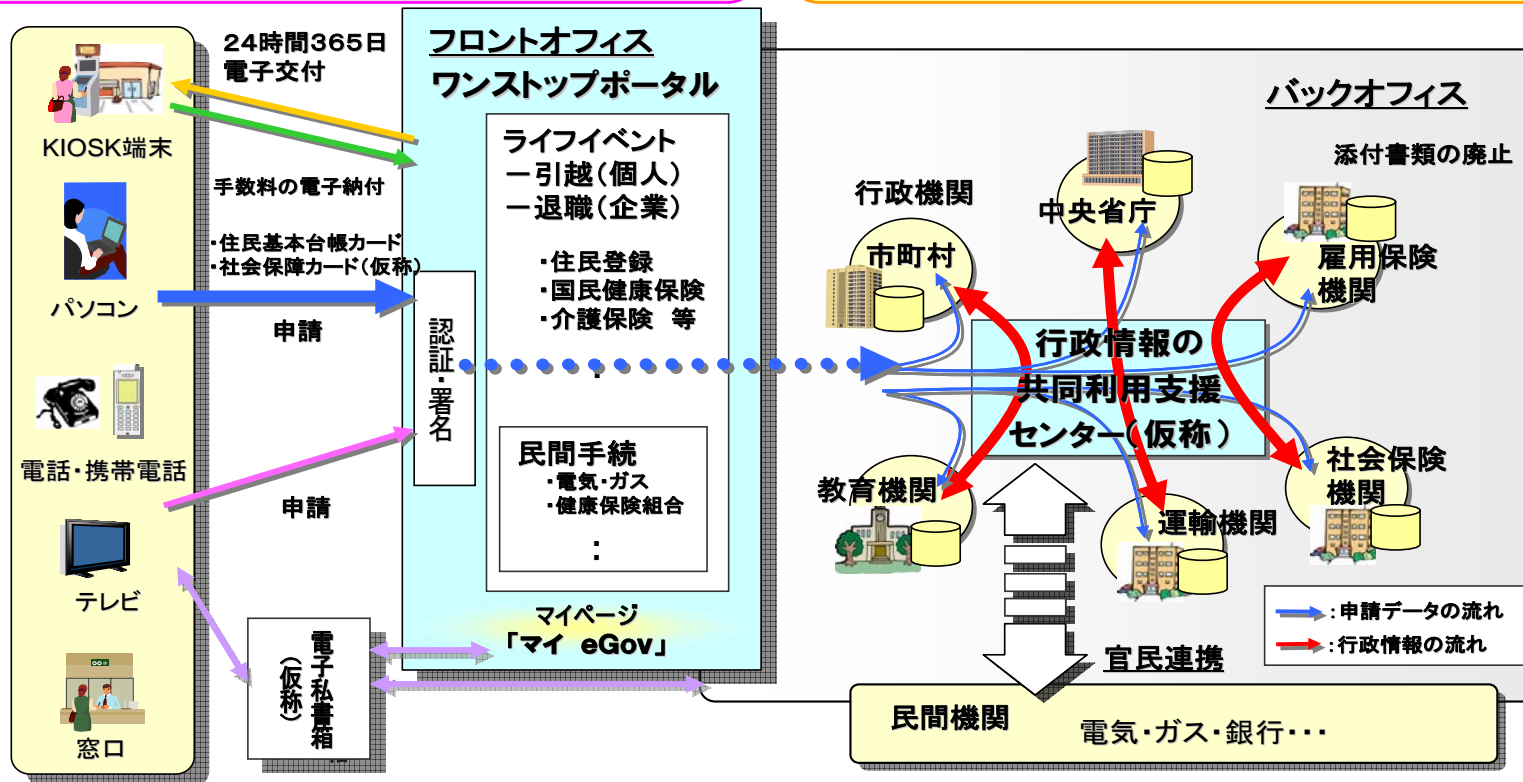 KIOSK端末
パソコン
電話・携帯電話
テレビ
窓口
24時間365日
電子交付
手数料の電子納付
・住民基本台帳カード
・社会保障カード(仮称)
申請
申請
電子私書箱
(仮称)
フロントオフィス
ワンストップポータル
認証・署名
ライフイベント
－引越(個人)
－退職(企業)
・住民登録
・国民健康保険
・介護保険 等
:
民間手続
・電気・ガス
・健康保険組合
:
マイページ
「マイ eGov」
バックオフィス
添付書類の廃止
行政機関
市町村
中央省庁
雇用保険
機関
行政情報の
共同利用支援
センター(仮称)
教育機関
運輸機関
社会保険
機関
:申請データの流れ
:行政情報の流れ
官民連携
民間機関
電気・ガス・銀行・・・